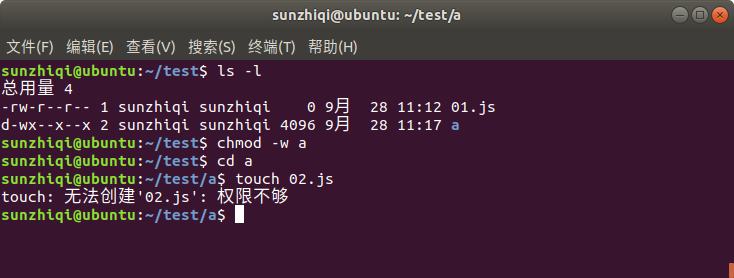 sunzhiqi@ubuntu: ~/test/a
文件(F) 编辑(E) 查看(V) 搜索(S) 终端(T) 帮助(H)
sunzhiqi@ubuntu:~/test$ ls -l
总用量 4
-rw-r--r-- 1 sunzhiqi sunzhiqi    0 9月  28 11:12 01.js
d-wx--x--x 2 sunzhiqi sunzhiqi 4096 9月  28 11:17 a
sunzhiqi@ubuntu:~/test$ chmod -w a
sunzhiqi@ubuntu:~/test$ cd a
sunzhiqi@ubuntu:~/test/a$ touch 02.js
touch: 无法创建'02.js': 权限不够
sunzhiqi@ubuntu:~/test/a$